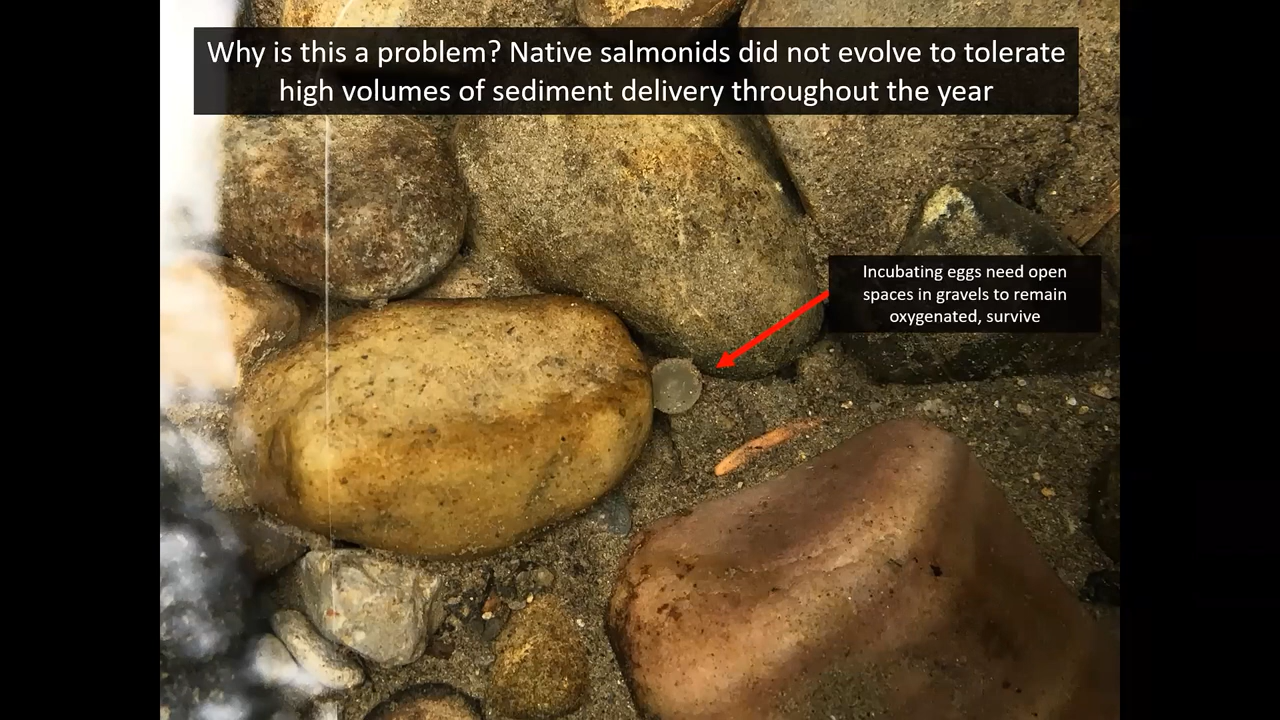 Why is this a problem? Native salmonids did not evolve to tolerate
high volumes of sediment delivery throughout the year
Incubating eggs need open
spaces in gravels to remain
oxygenated, survive